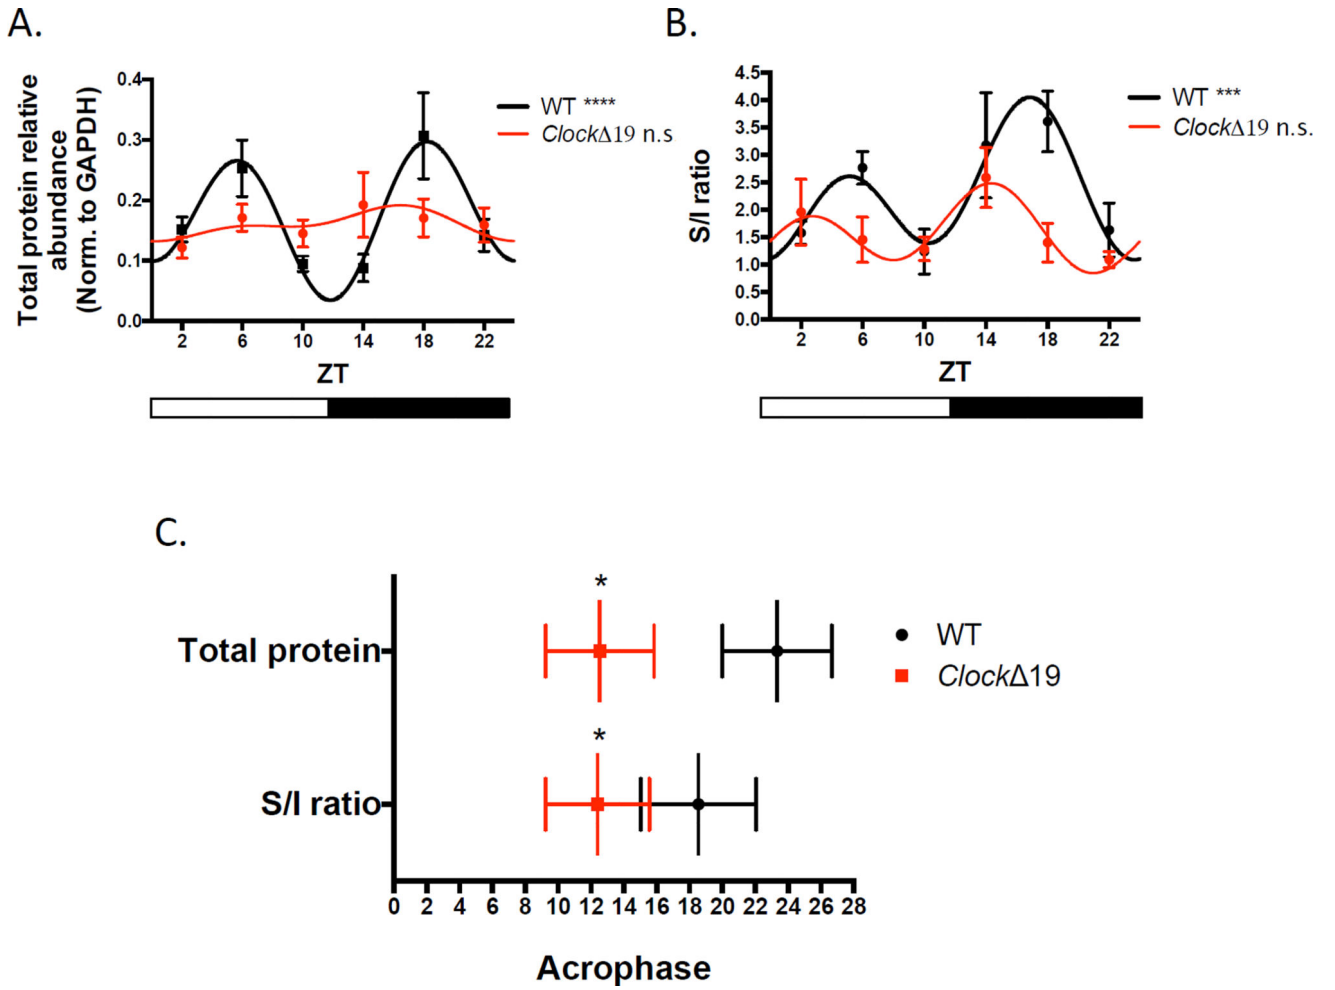 A.
Total protein relative
abundance
(Norm. to GAPDH)
0.4
0.3
0.2
0.1
0.0
2 6 10 14 18 22
ZT
WT ****
ClockΔ19 n.s
B.
S/I ratio
4.5
4.0
3.5
3.0
2.5
2.0
1.5
1.0
0.5
0.0
2 6 10 14 18 22
ZT
WT ***
ClockΔ19 n.s.
C.
*
Total protein
*
S/I ratio
WT
ClockΔ19
0 2 4 6 8 10 12 14 16 18 20 22 24 26 28
Acrophase